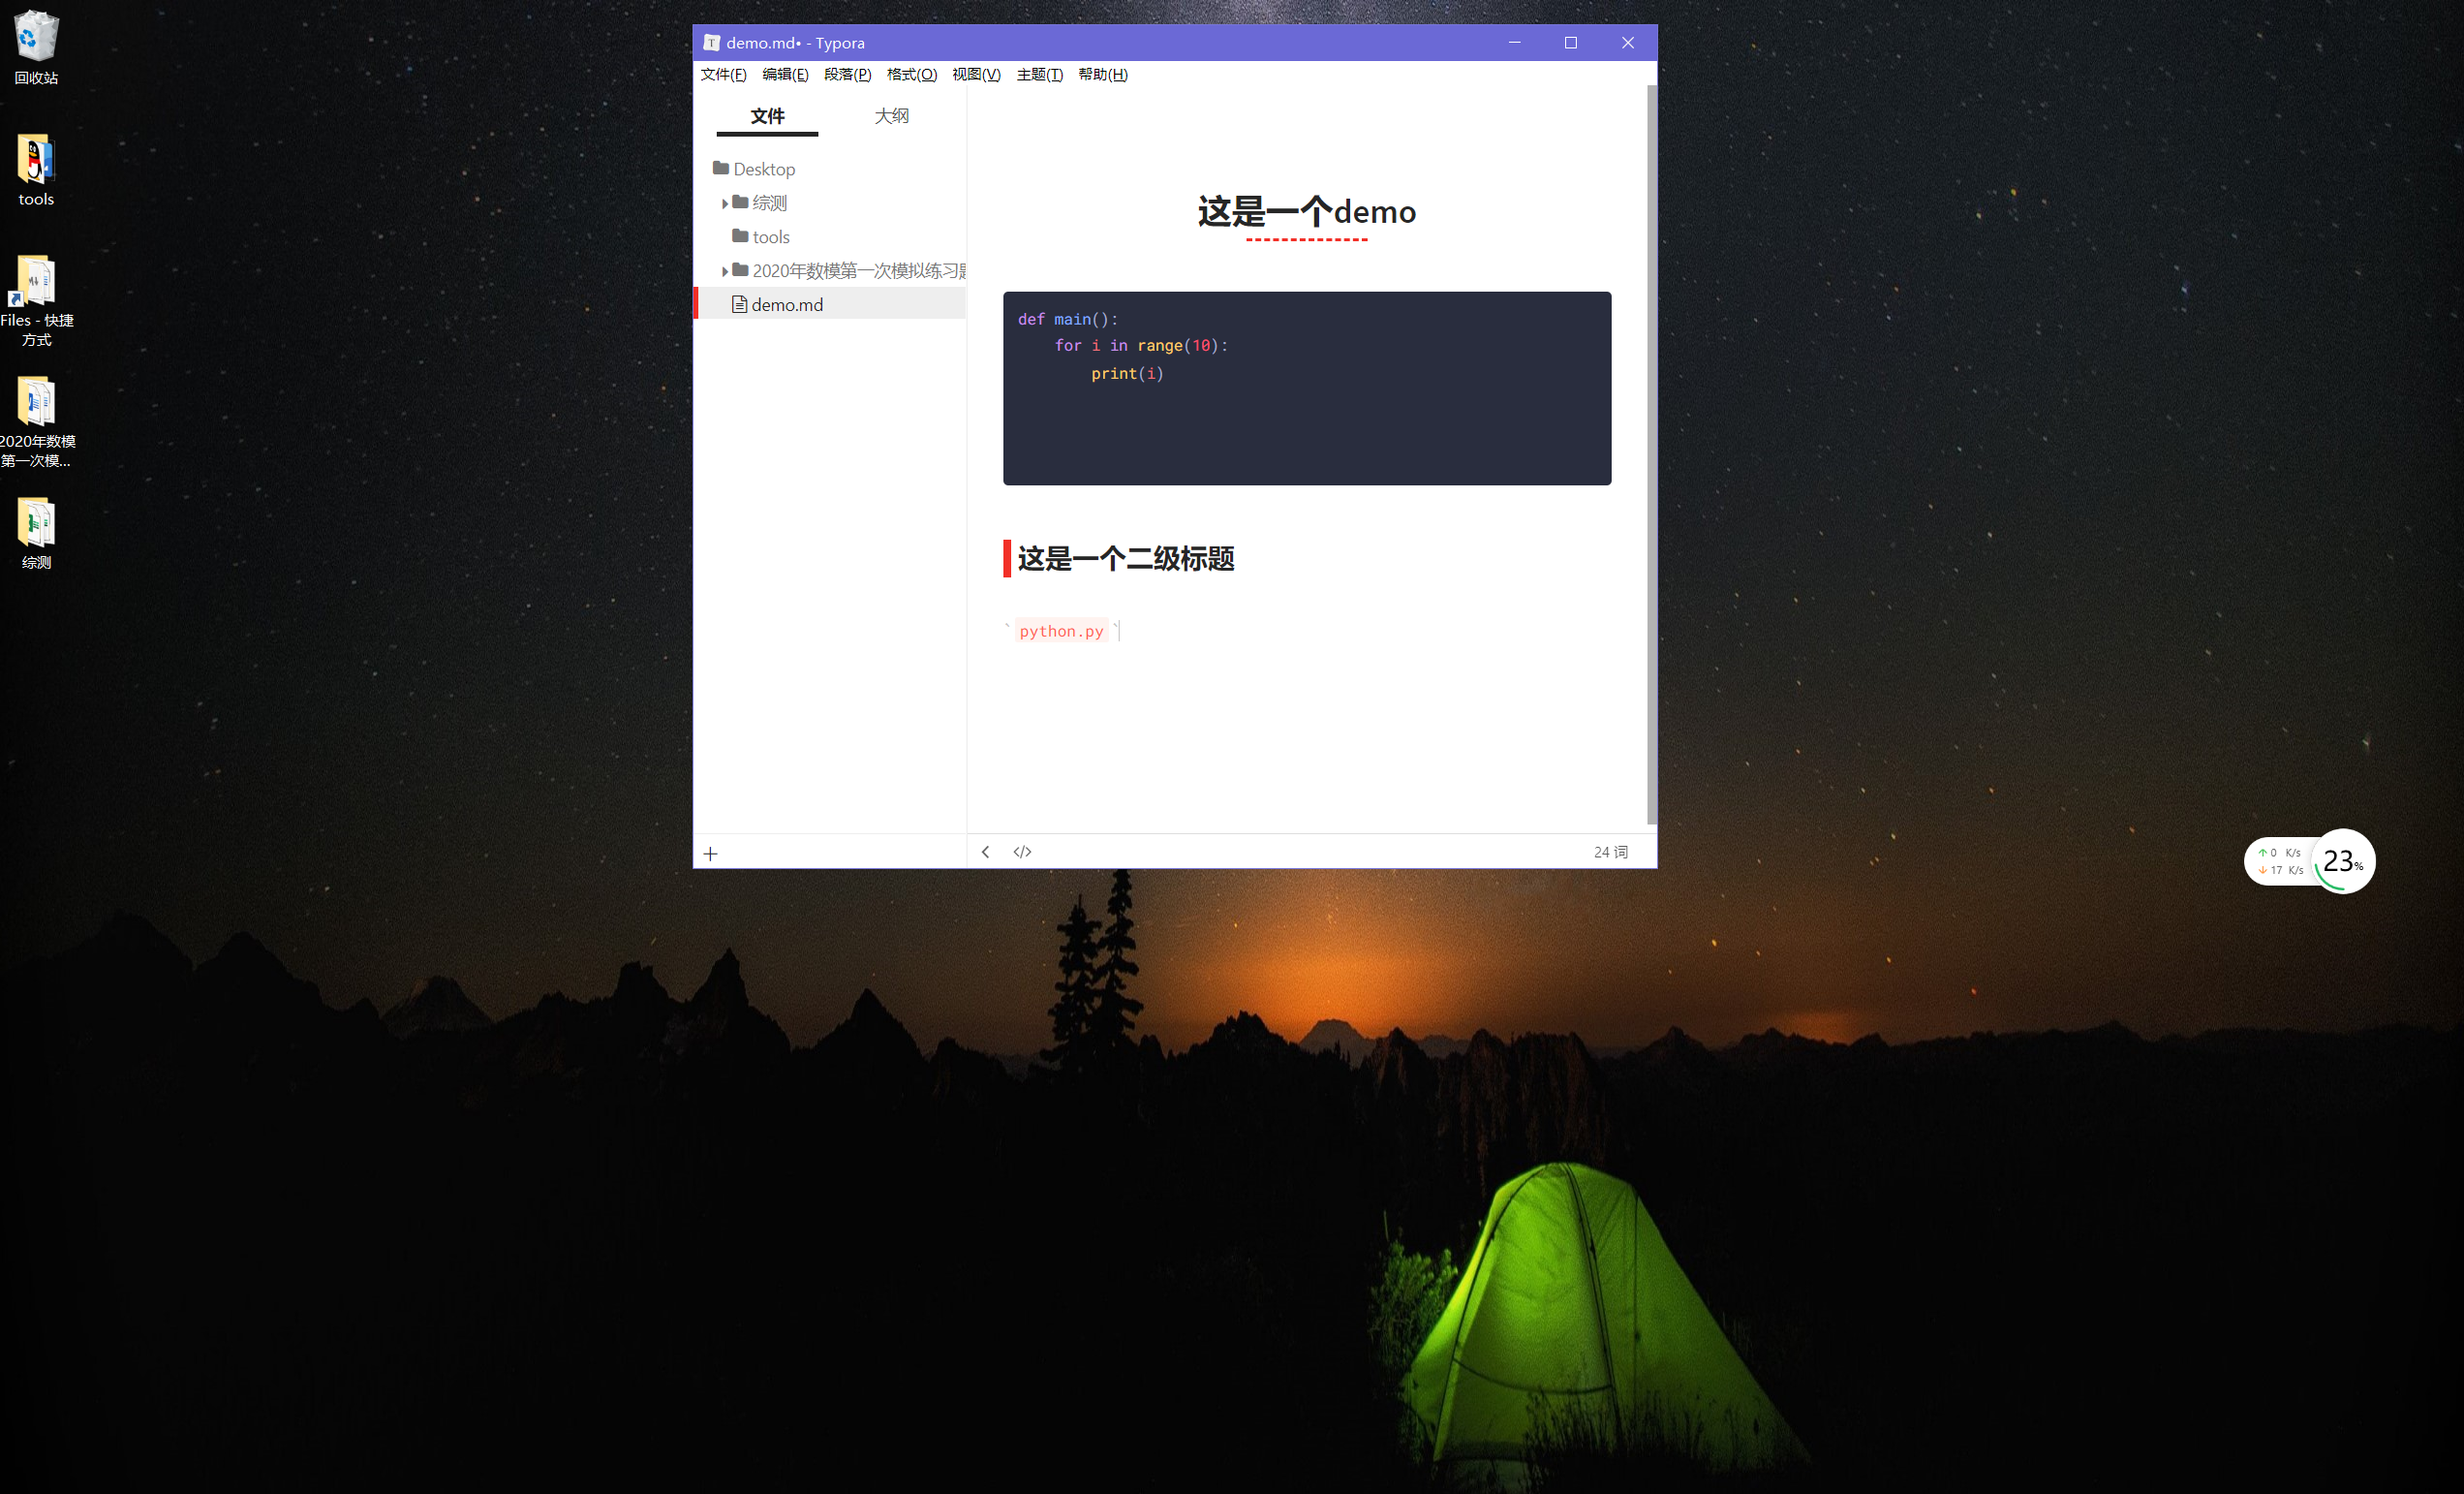 回收站
tools
Files - 快捷
方式
2020年数模
第一次模...
综测
demo.md• - Typora
文件(F) 编辑(E) 段落(P) 格式(O) 视图(V) 主题(T) 帮助(H)
文件 大纲
Desktop
综测
tools
2020年数模第一次模拟练习题
demo.md
这是一个demo
def main():
    for i in range(10):
        print(i)
这是一个二级标题
`python.py`
</> 24 词
0 K/s
17 K/s
23%